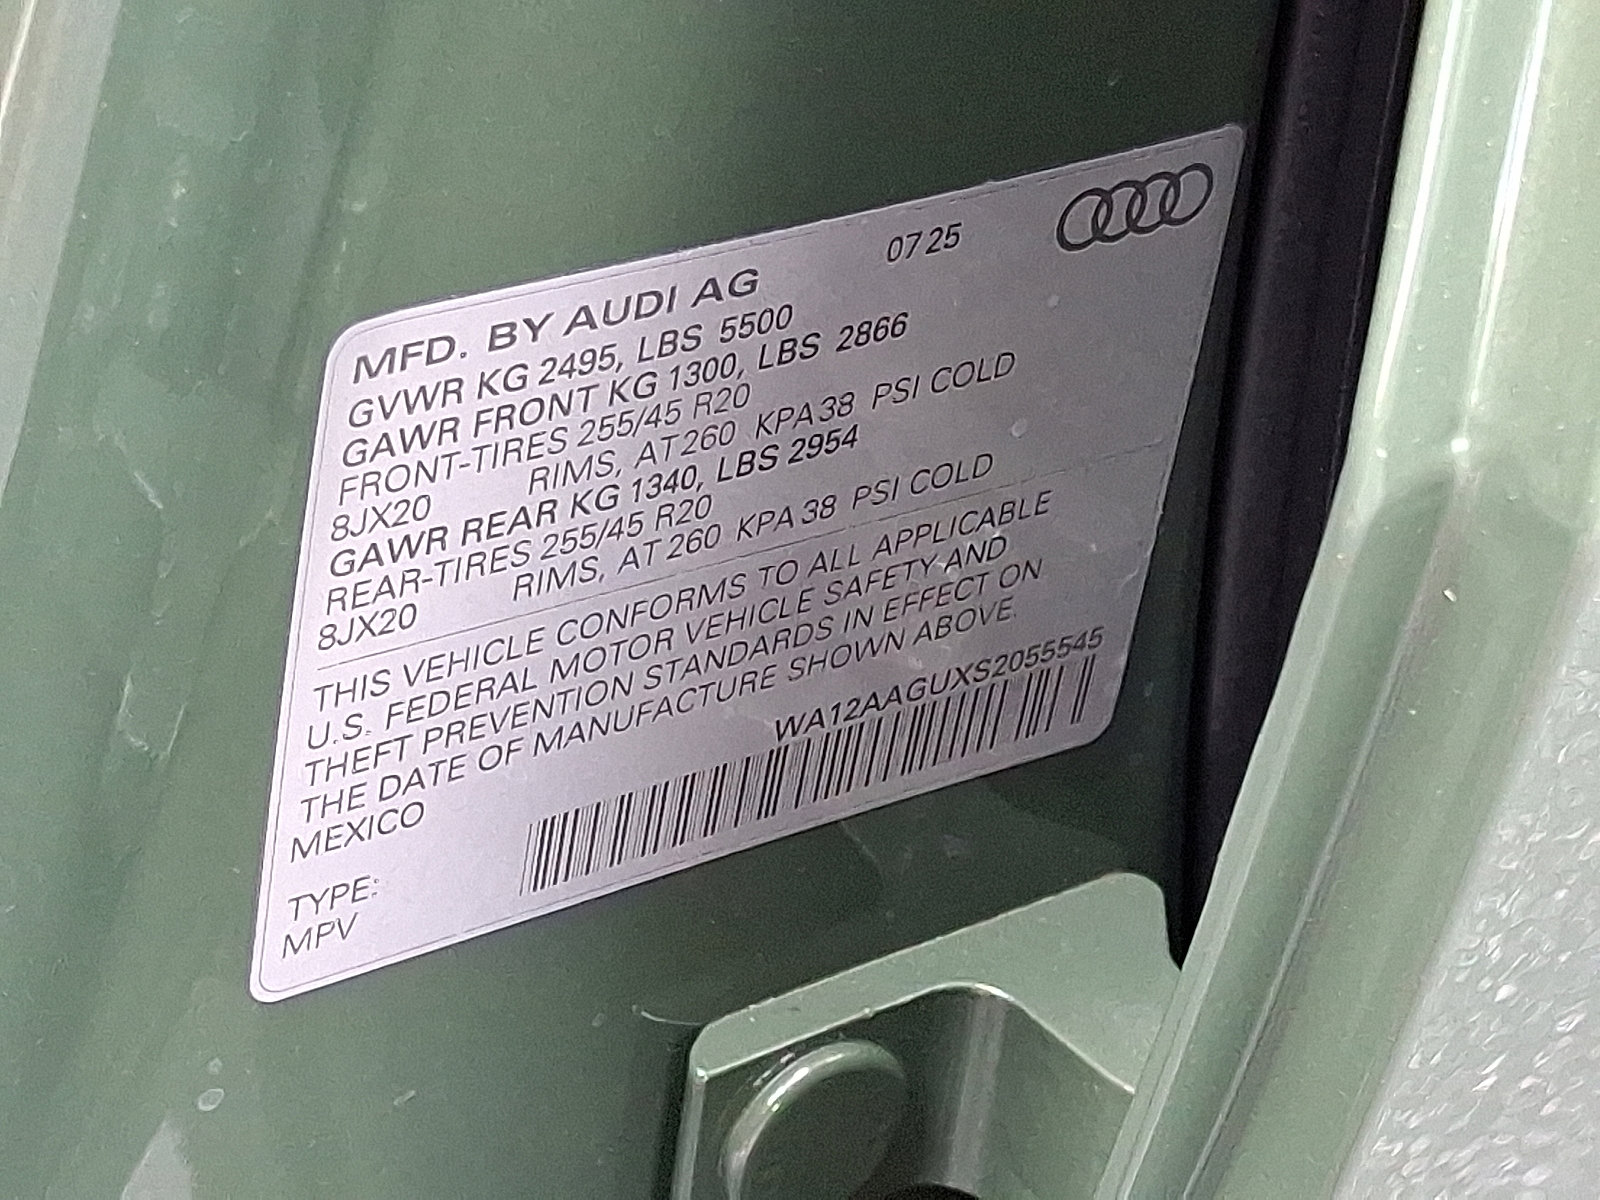 0725
MFD. BY AUDI AG
GVWR KG 2495, LBS 5500
GAWR FRONT KG 1300, LBS 2866
FRONT-TIRES 255/45 R20
8JX20 RIMS, AT 260 KPA 38 PSI COLD
GAWR REAR KG 1340, LBS 2954
REAR-TIRES 255/45 R20
8JX20 RIMS, AT 260 KPA 38 PSI COLD
THIS VEHICLE CONFORMS TO ALL APPLICABLE
U.S. FEDERAL MOTOR VEHICLE SAFETY AND
THEFT PREVENTION STANDARDS IN EFFECT ON
THE DATE OF MANUFACTURE SHOWN ABOVE.
MEXICO
WA12AAGUXS2055545
TYPE:
MPV